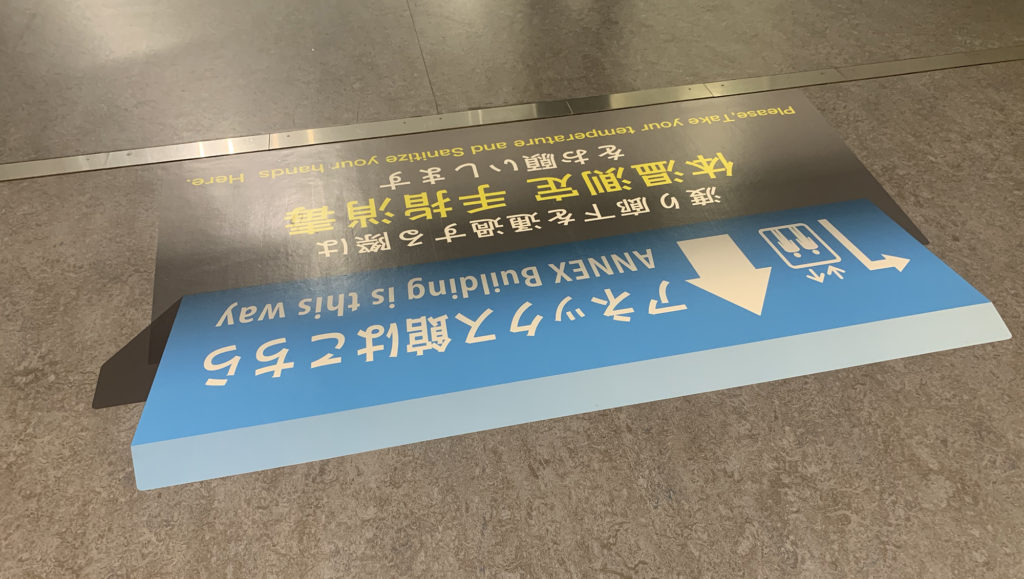 アネックス館はこちら
ANNEX Building is this way
渡り廊下を通過する際は
体温測定 手指消毒
をお願いします
Please.Take your temperature and Sanitize your hands Here.